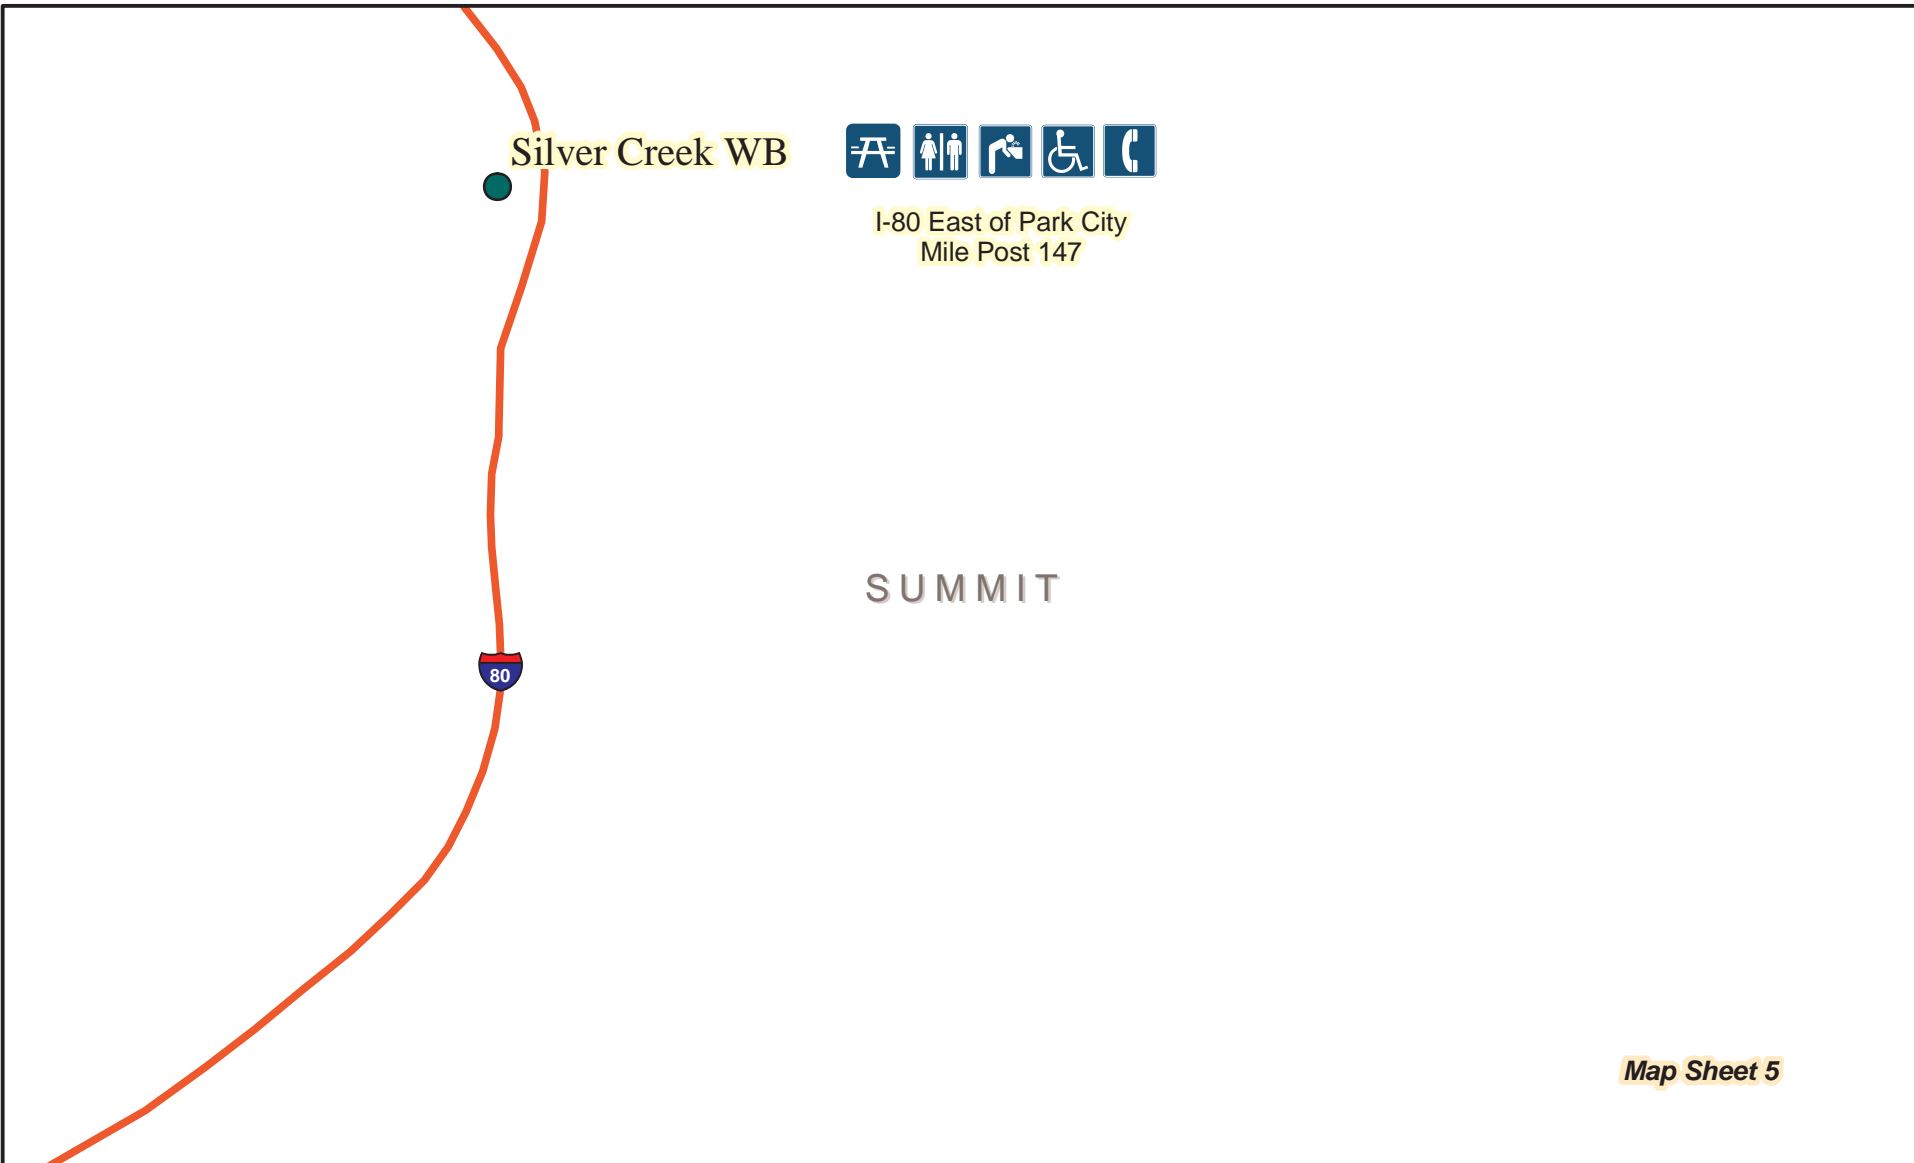 Silver Creek WB
I-80 East of Park City
Mile Post 147
SUMMIT
80
Map Sheet 5